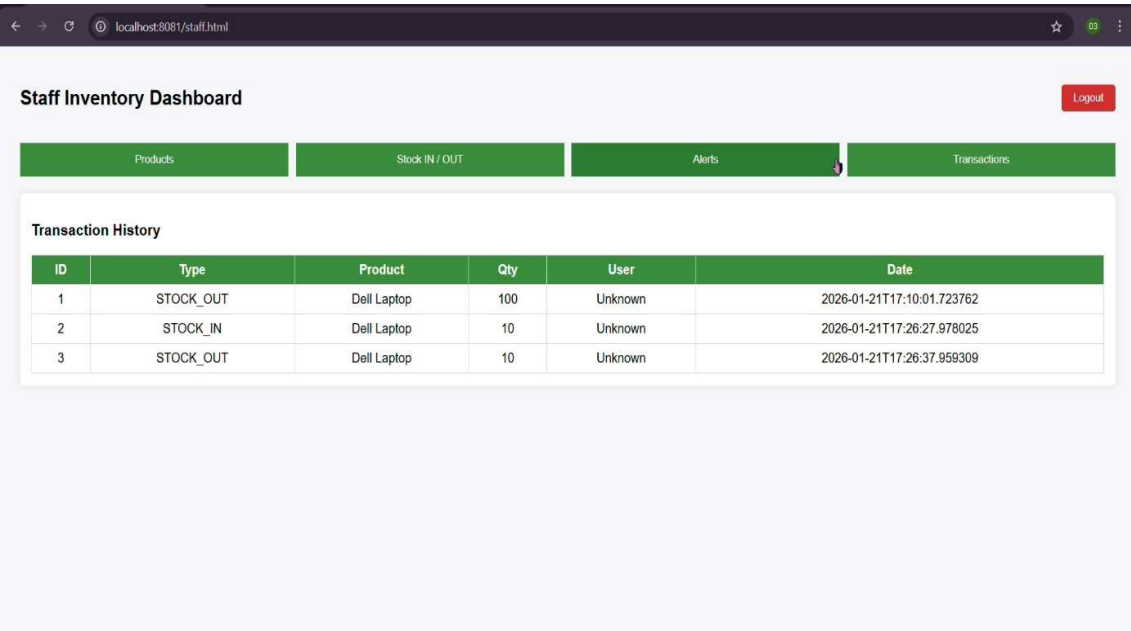 localhost:8081/staff.html
03
Staff Inventory Dashboard
Logout
Products Stock IN / OUT Alerts Transactions
Transaction History
ID Type Product Qty User Date
1 STOCK_OUT Dell Laptop 100 Unknown 2026-01-21T17:10:01.723762
2 STOCK_IN Dell Laptop 10 Unknown 2026-01-21T17:26:27.978025
3 STOCK_OUT Dell Laptop 10 Unknown 2026-01-21T17:26:37.959309